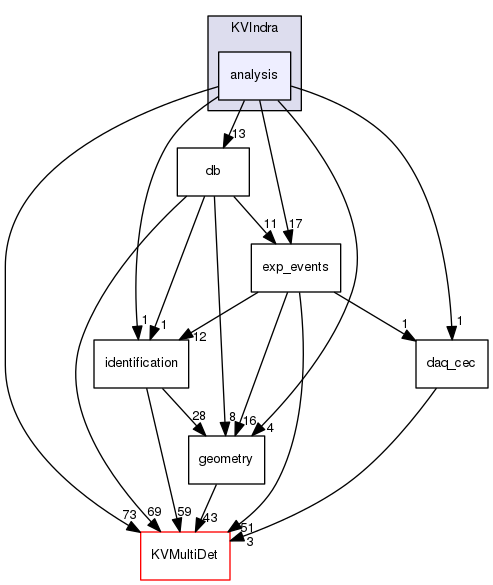 KVIndra
analysis
13
db
11
17
exp_events
1
1
12
1
1
identification
daq_cec
28
8
16
4
geometry
73
69
59
43
51
3
KVMultiDet